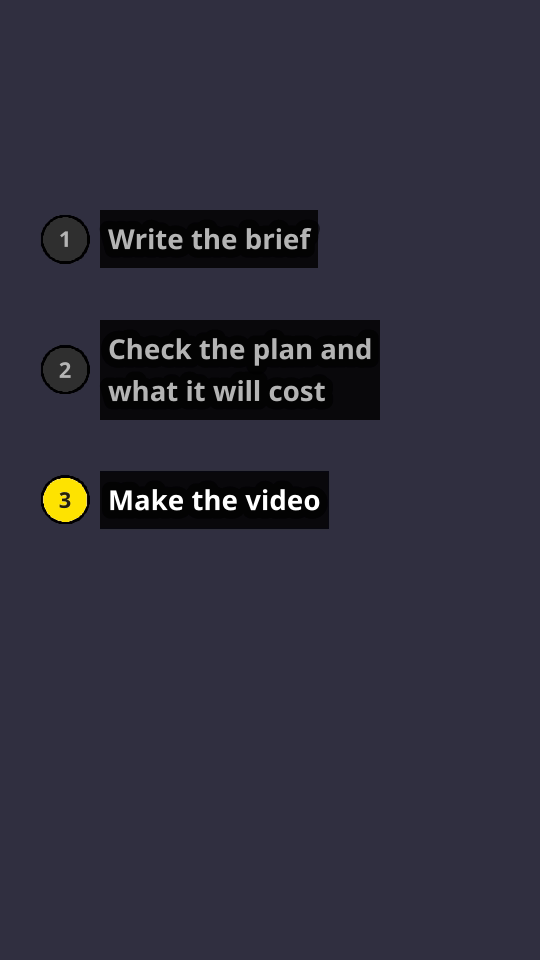 1 Write the brief
2 Check the plan and
what it will cost
3 Make the video